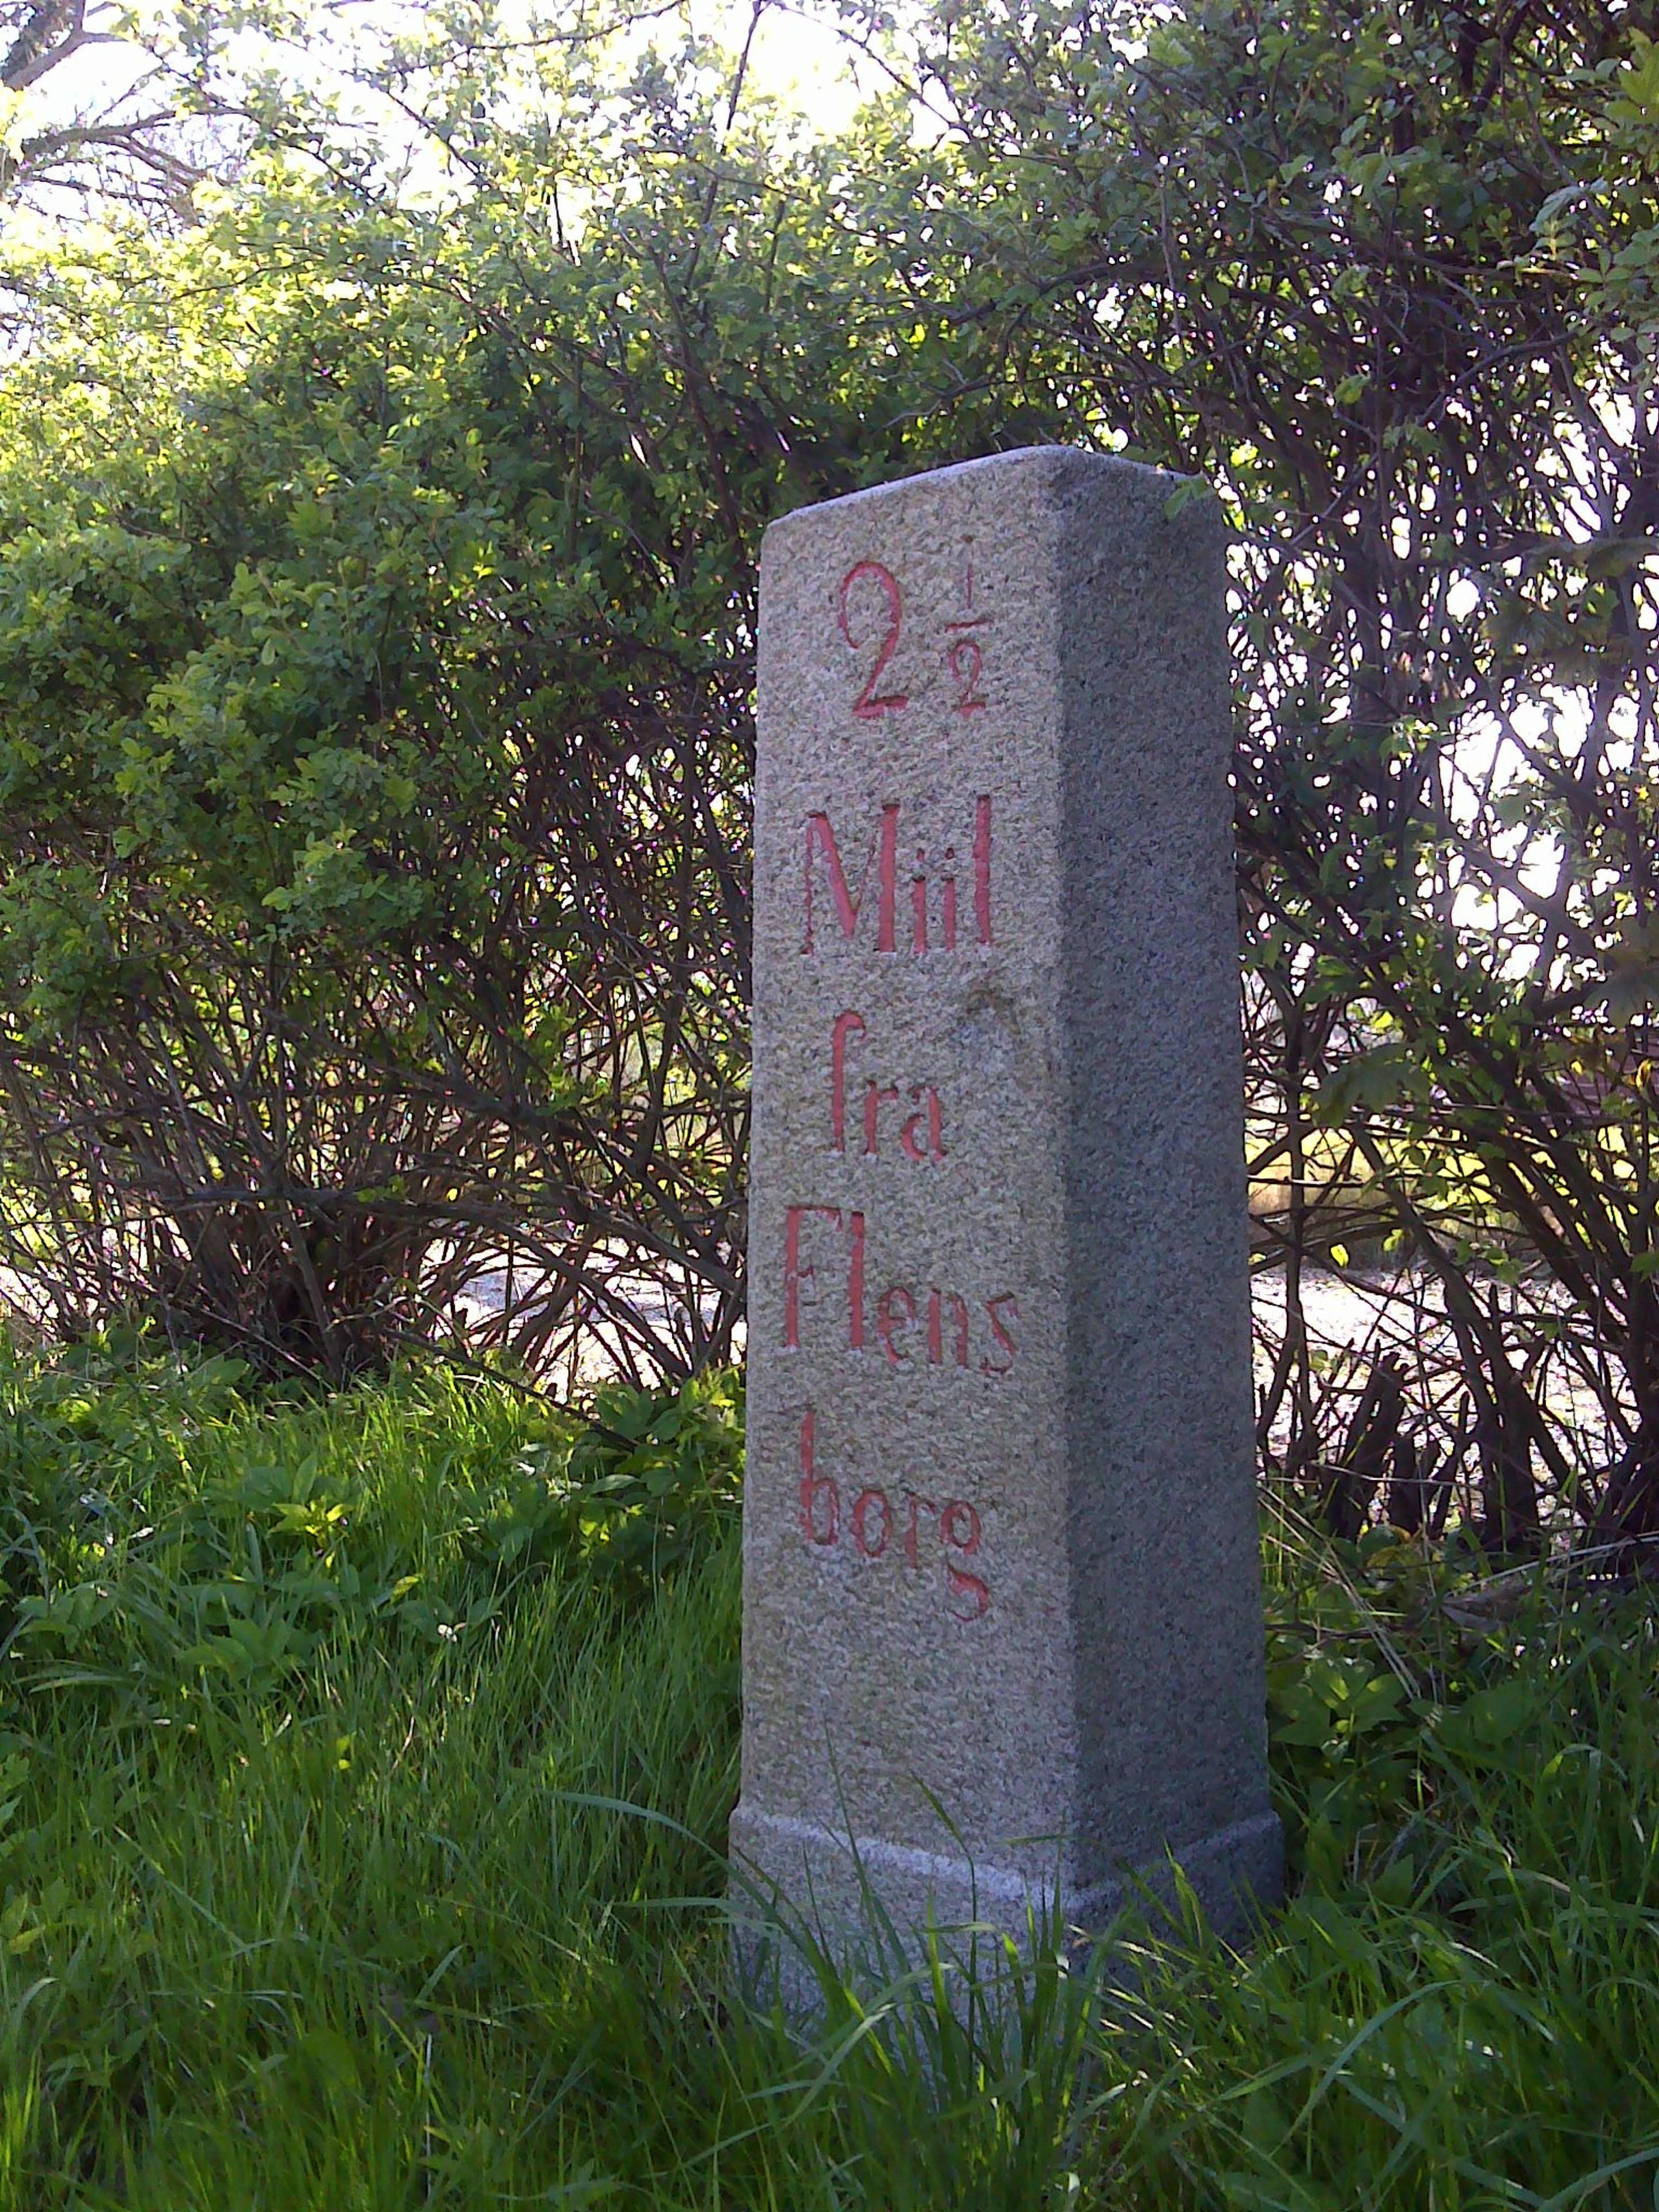 2 1/2
Miil
fra
Flens
borg